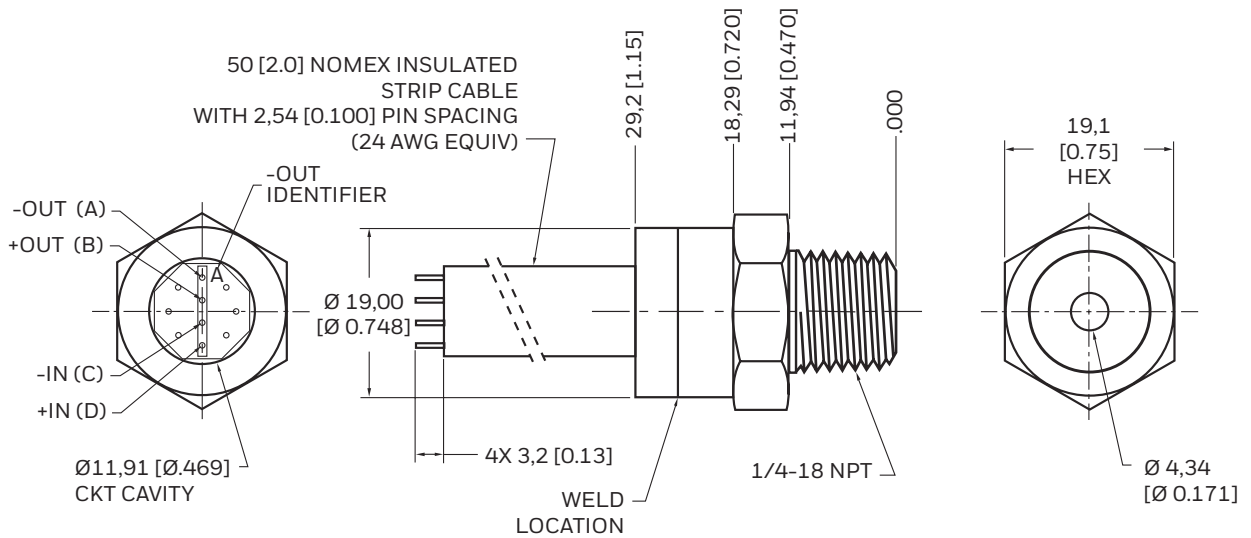 50 [2.0] NOMEX INSULATED
STRIP CABLE
WITH 2,54 [0.100] PIN SPACING
(24 AWG EQUIV)
29,2 [1.15]
18,29 [0.720]
11,94 [0.470]
.000
19,1
[0.75]
HEX
-OUT
IDENTIFIER
-OUT (A)
+OUT (B)
A
Ø 19,00
[Ø 0.748]
-IN (C)
+IN (D)
Ø11,91 [Ø.469]
CKT CAVITY
4X 3,2 [0.13]
WELD
LOCATION
1/4-18 NPT
Ø 4,34
[Ø 0.171]